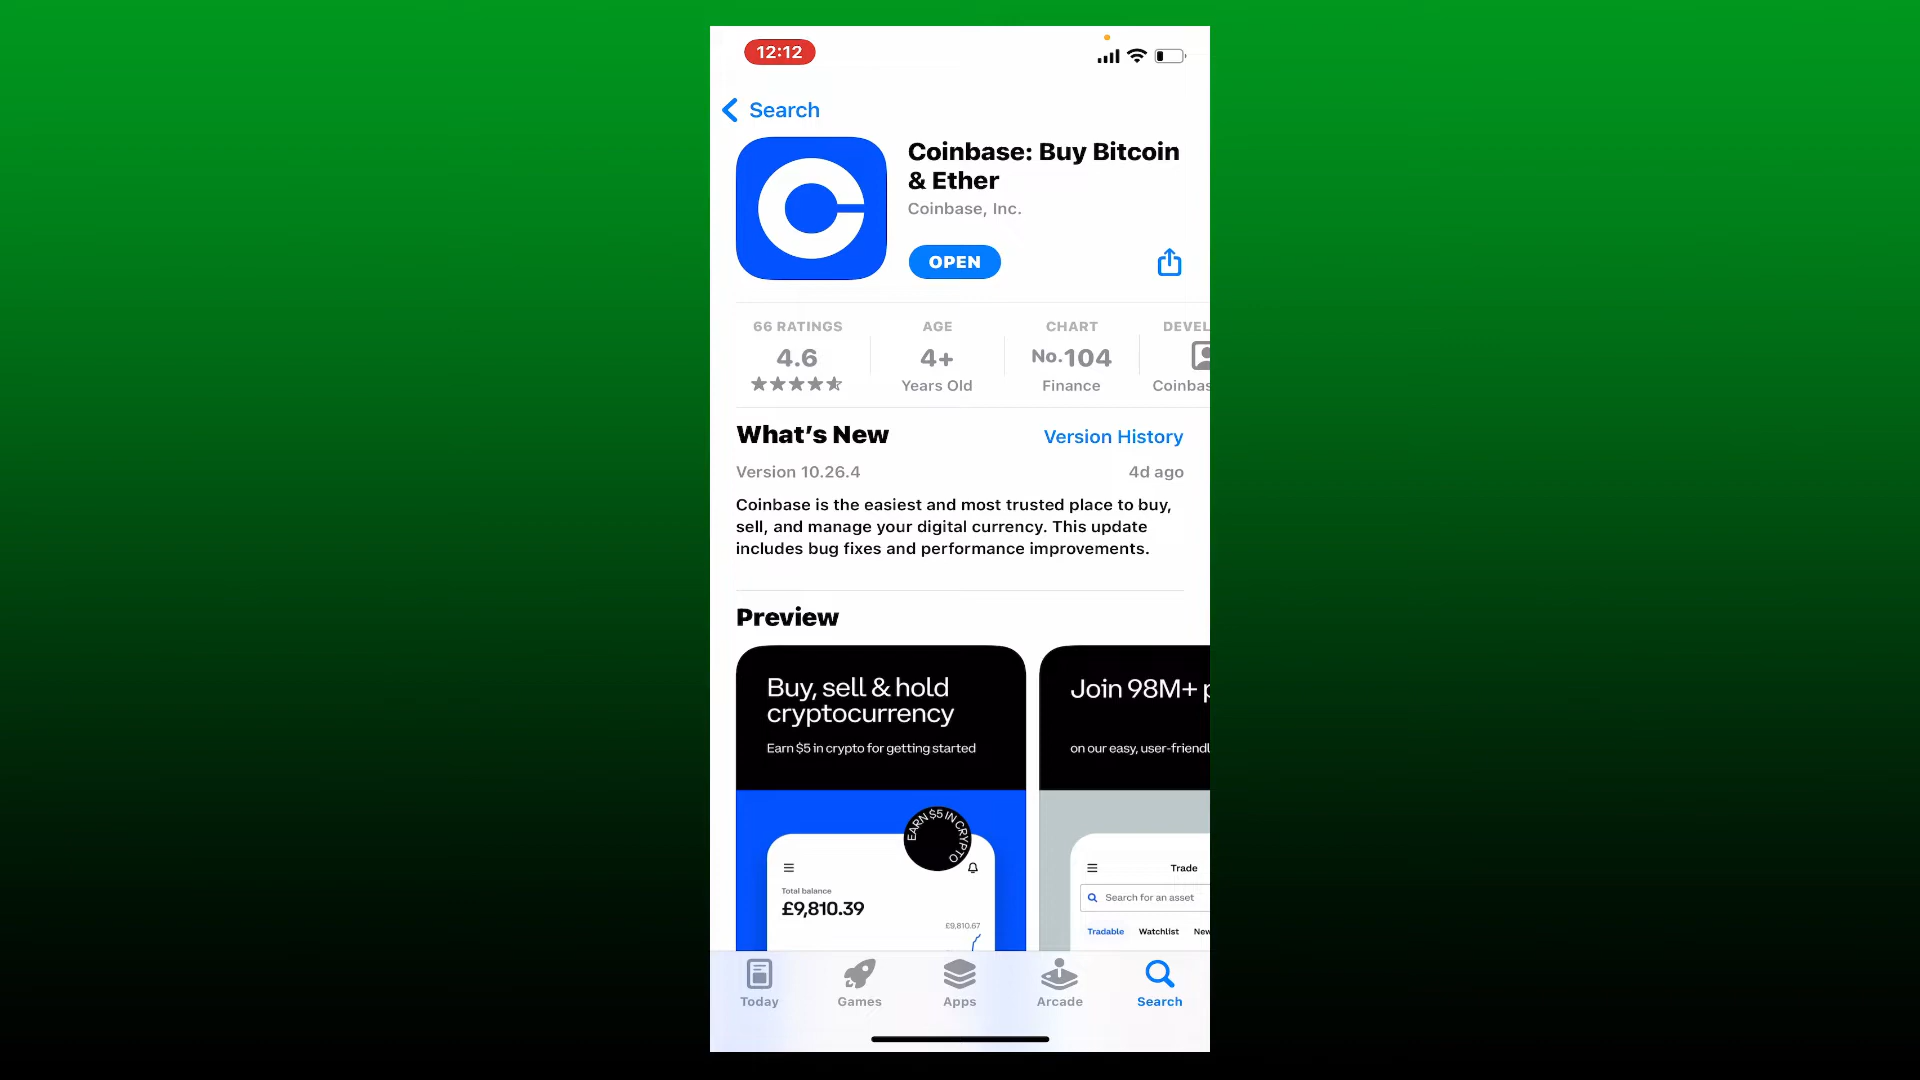 12:12
Search
Coinbase: Buy Bitcoin
& Ether
Coinbase, Inc.
OPEN
66 RATINGS
AGE
CHART
DEVEL
4.6
4+
No.104
Years Old
Finance
Coinbas
What's New
Version History
Version 10.26.4
4d ago
Coinbase is the easiest and most trusted place to buy,
sell, and manage your digital currency. This update
includes bug fixes and performance improvements.
Preview
Buy, sell & hold
cryptocurrency
Earn $5 in crypto for getting started
EARN $5 IN CRYPTO
Total balance
£9,810.39
£9,810.67
Join 98M+ p
on our easy, user-friendl
Trade
Search for an asset
Tradable
Watchlist
New
Today
Games
Apps
Arcade
Search